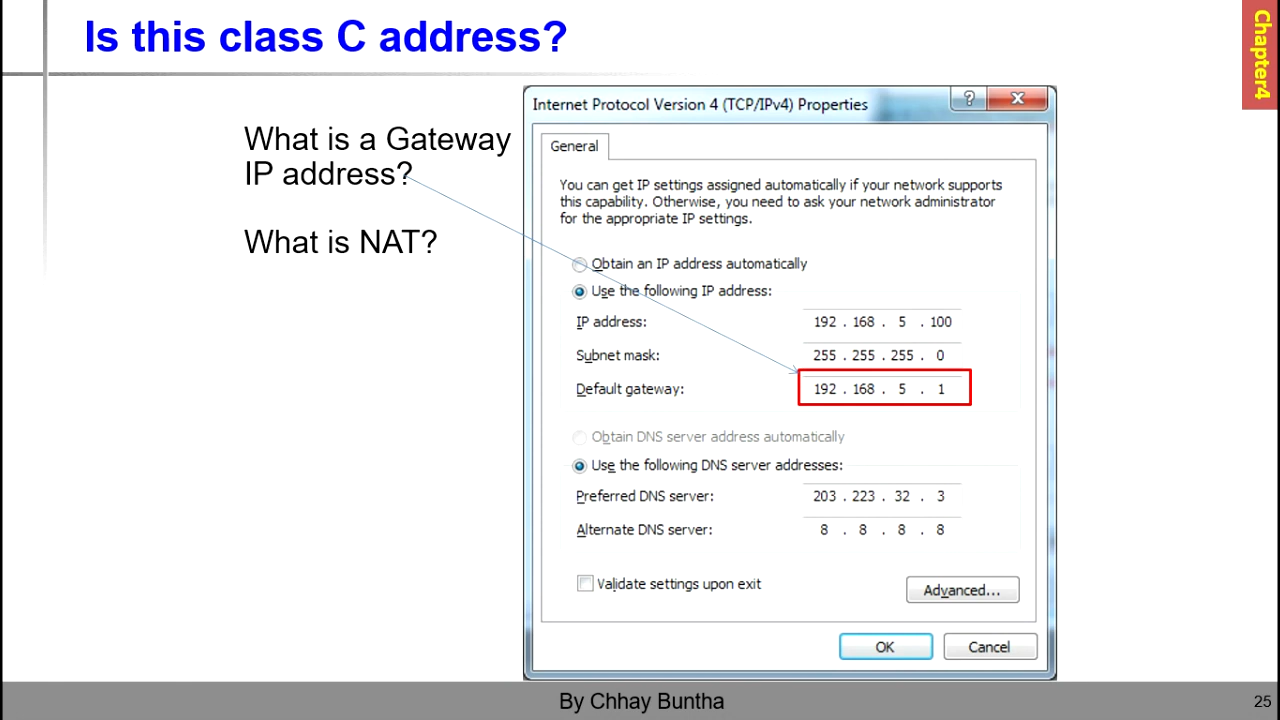 Is this class C address?
Chapter4
What is a Gateway
IP address?
What is NAT?
Internet Protocol Version 4 (TCP/IPv4) Properties
General
You can get IP settings assigned automatically if your network supports
this capability. Otherwise, you need to ask your network administrator
for the appropriate IP settings.
Obtain an IP address automatically
Use the following IP address:
IP address: 192 . 168 . 5 . 100
Subnet mask: 255 . 255 . 255 . 0
Default gateway: 192 . 168 . 5 . 1
Obtain DNS server address automatically
Use the following DNS server addresses:
Preferred DNS server: 203 . 223 . 32 . 3
Alternate DNS server: 8 . 8 . 8 . 8
Validate settings upon exit
Advanced...
OK Cancel
By Chhay Buntha
25